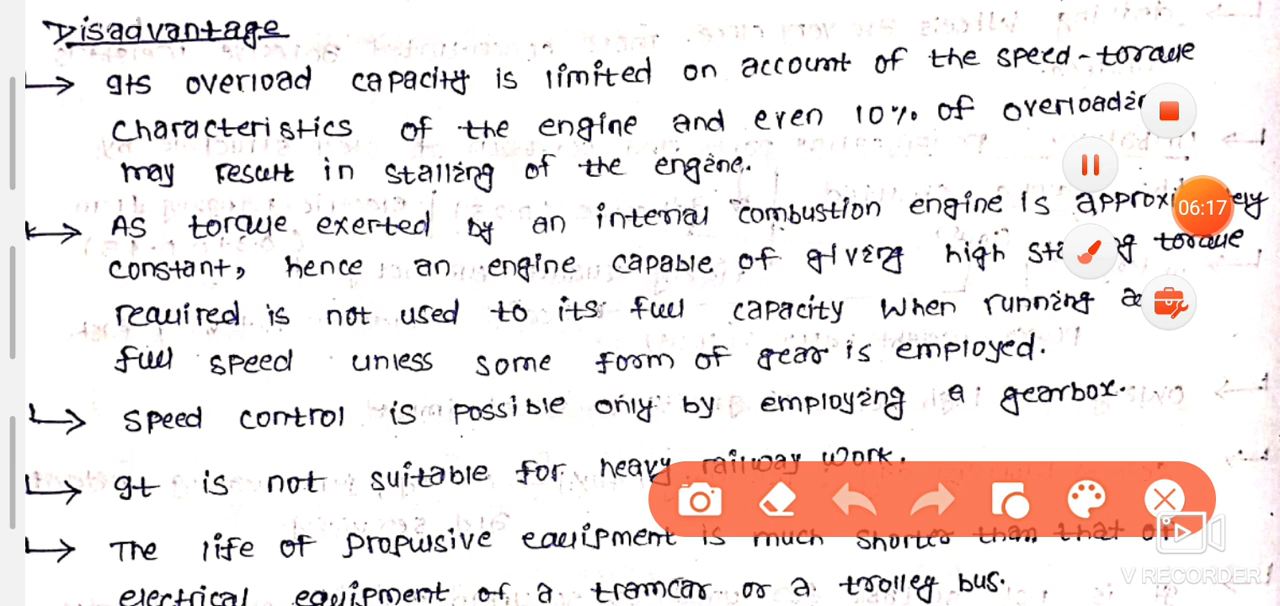 Disadvantage
→ Its overload capacity is limited on account of the speed-torque
characteristics of the engine and even 10% of
may result in stalling of the engine.
→ As torque exerted by an internal combustion engine is
constant, hence an engine capable of giving high torque
required is not used to its full capacity when running
full speed unless some form of gear is employed.
→ speed control is possible only by employing a gearbox.
→ It is not suitable for heavy railway work.
→ The life of propulsive equipment is much shorter than that of
electrical equipment of a tramcar or a trolley bus.
06:17
V RECORDER